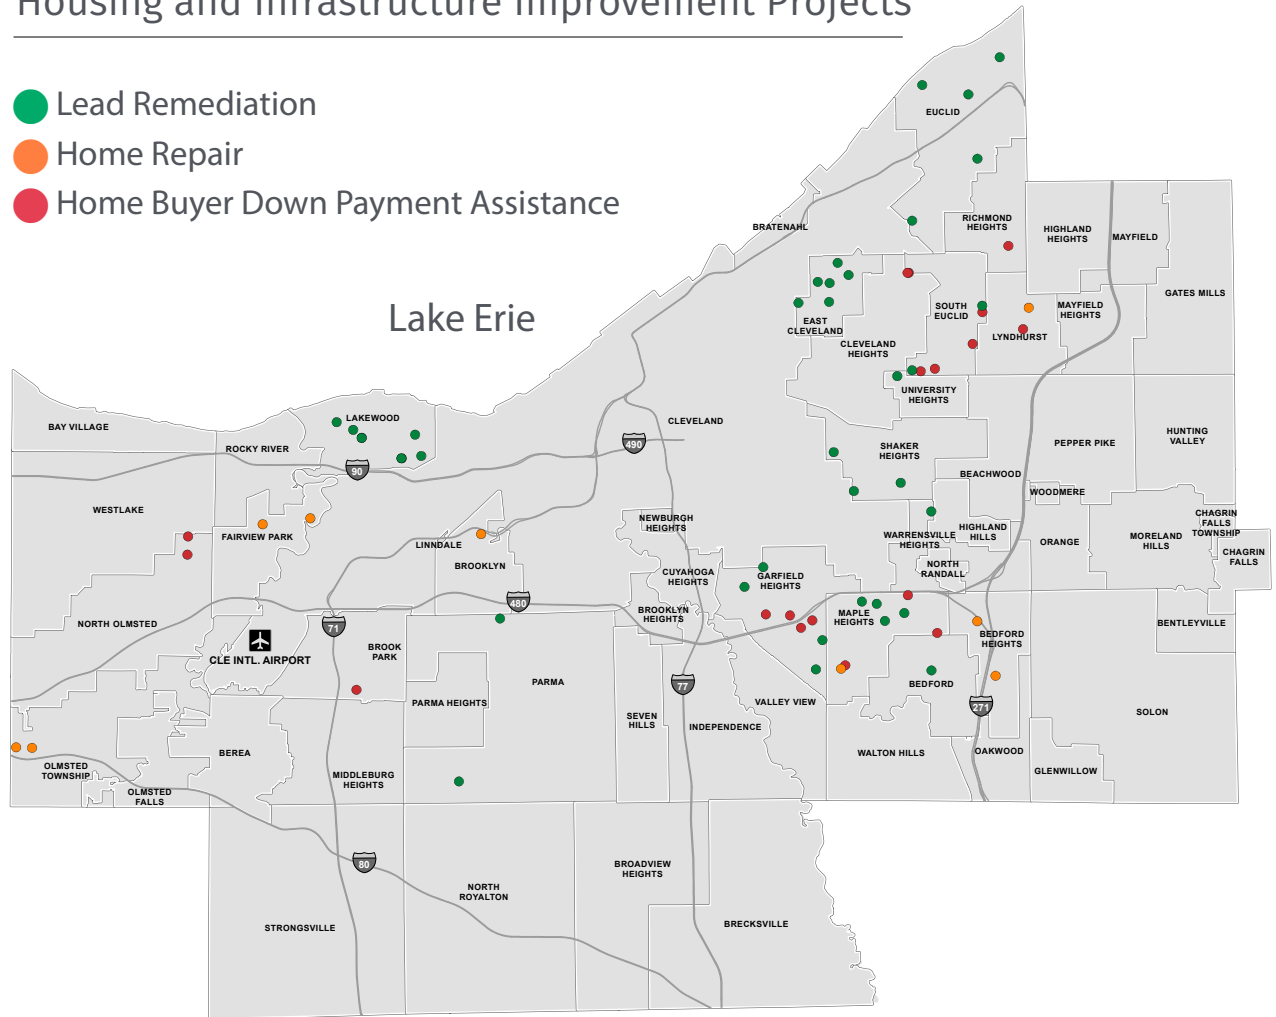 Housing and Infrastructure Improvement Projects
Lead Remediation
Home Repair
Home Buyer Down Payment Assistance
Lake Erie
EUCLID
BRATENAHL
RICHMOND
HEIGHTS
HIGHLAND
HEIGHTS
MAYFIELD
GATES MILLS
MAYFIELD
HEIGHTS
SOUTH
EUCLID
LYNDHURST
EAST
CLEVELAND
CLEVELAND
HEIGHTS
UNIVERSITY
HEIGHTS
BAY VILLAGE
LAKEWOOD
ROCKY RIVER
90
CLEVELAND
490
SHAKER
HEIGHTS
PEPPER PIKE
HUNTING
VALLEY
BEACHWOOD
WOODMERE
WESTLAKE
FAIRVIEW PARK
LINNDALE
BROOKLYN
NEWBURGH
HEIGHTS
WARRENSVILLE
HEIGHTS
HIGHLAND
HILLS
ORANGE
MORELAND
HILLS
CHAGRIN
FALLS
TOWNSHIP
CHAGRIN
FALLS
CUYAHOGA
HEIGHTS
GARFIELD
HEIGHTS
NORTH
RANDALL
480
BROOKLYN
HEIGHTS
MAPLE
HEIGHTS
NORTH OLMSTED
71
CLE INTL. AIRPORT
BROOK
PARK
BEDFORD
HEIGHTS
BENTLEYVILLE
PARMA
77
BEDFORD
PARMA HEIGHTS
VALLEY VIEW
271
SOLON
SEVEN
HILLS
INDEPENDENCE
BEREA
WALTON HILLS
OAKWOOD
OLMSTED
TOWNSHIP
MIDDLEBURG
HEIGHTS
GLENWILLOW
OLMSTED
FALLS
80
BROADVIEW
HEIGHTS
NORTH
ROYALTON
STRONGSVILLE
BRECKSVILLE